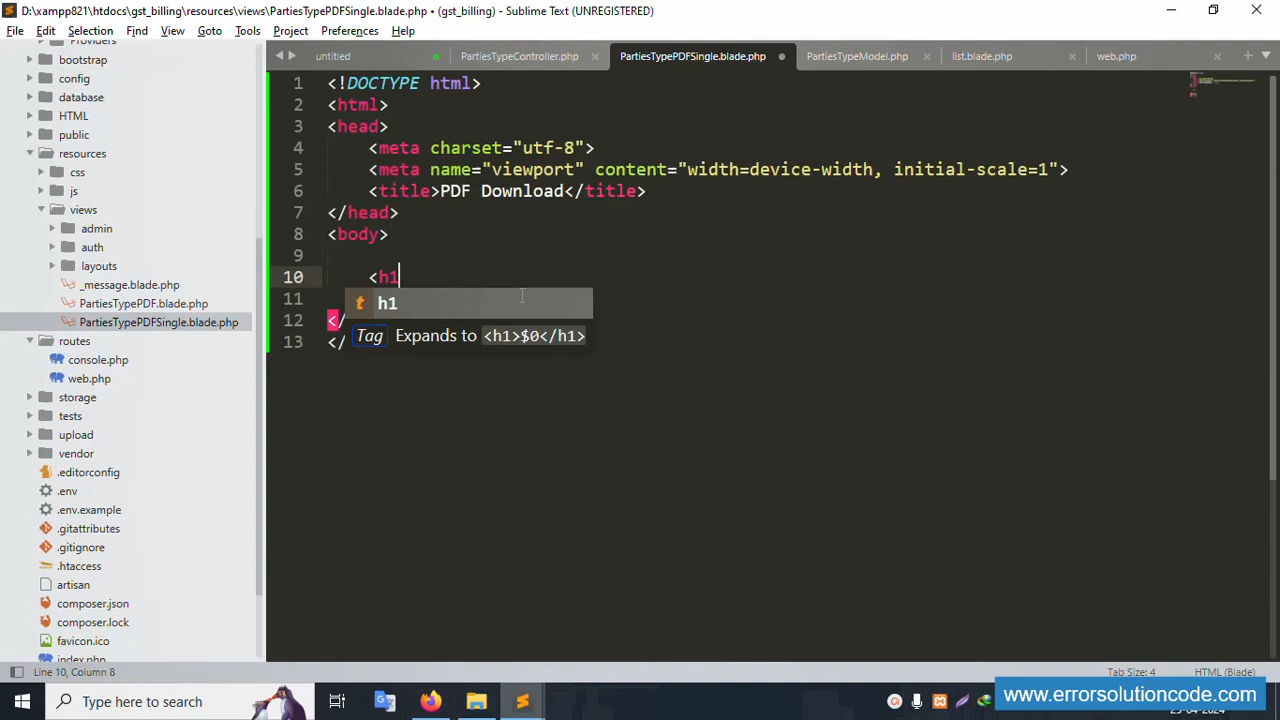 D:\xampp821\htdocs\gst_billing\resources\views\PartiesTypePDFSingle.blade.php • (gst_billing) - Sublime Text (UNREGISTERED)
File Edit Selection Find View Goto Tools Project Preferences Help
untitled PartiesTypeController.php PartiesTypePDFSingle.blade.php PartiesTypeModel.php list.blade.php web.php
Providers
bootstrap
config
database
HTML
public
resources
css
js
views
admin
auth
layouts
_message.blade.php
PartiesTypePDF.blade.php
PartiesTypePDFSingle.blade.php
routes
console.php
web.php
storage
tests
upload
vendor
.editorconfig
.env
.env.example
.gitattributes
.gitignore
.htaccess
artisan
composer.json
composer.lock
favicon.ico
index.php
1 <!DOCTYPE html>
2 <html>
3 <head>
4 <meta charset="utf-8">
5 <meta name="viewport" content="width=device-width, initial-scale=1">
6 <title>PDF Download</title>
7 </head>
8 <body>
9
10 <h1
11
12 </
13 </
t h1
Tag Expands to <h1>$0</h1>
Line 10, Column 8 Tab Size: 4 HTML (Blade)
Type here to search
www.errorsolutioncode.com
25-04-2024